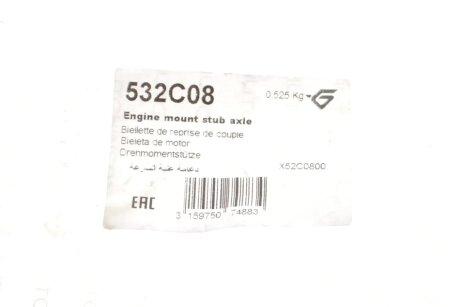 532C08
0.525 Kg
Engine mount stub axle
Biellette de reprise de couple
Bieleta de motor
Drenmomentstütze
X52C0800
EAC
3 159750 74883